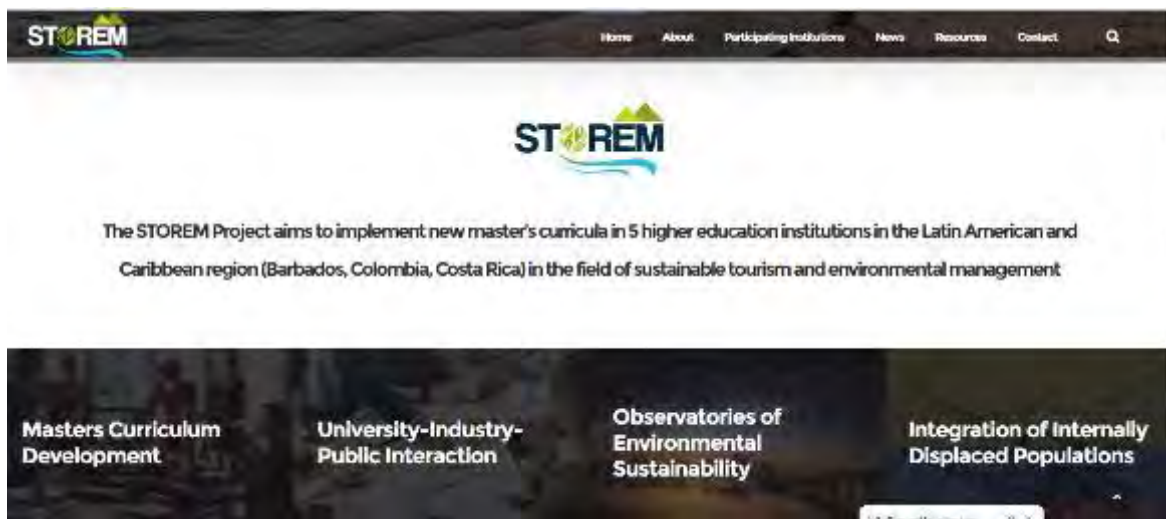 STOREM
Home About Participating Institutions News Resources Contact
STOREM
The STOREM Project aims to implement new master's curricula in 5 higher education institutions in the Latin American and
Caribbean region (Barbados, Colombia, Costa Rica) in the field of sustainable tourism and environmental management
Masters Curriculum
Development
University-Industry-
Public Interaction
Observatories of
Environmental
Sustainability
Integration of Internally
Displaced Populations